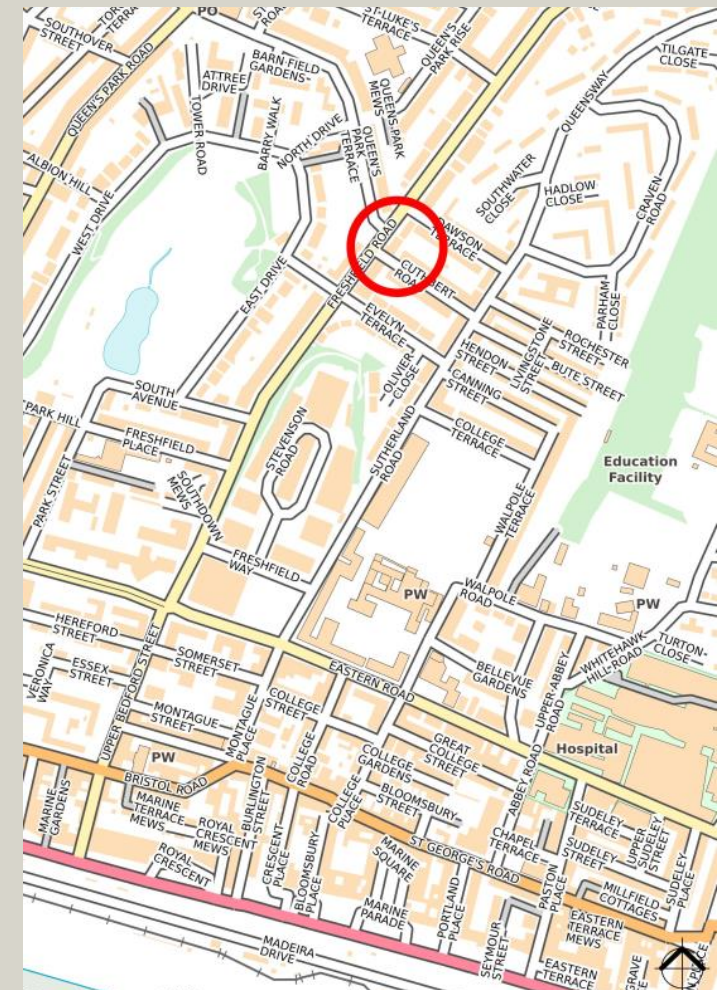 PO
ST LUKE'S
TERRACE
SOUTHOVER
STREET
QUEEN'S
PARK RISE
TILGATE
CLOSE
BARN FIELD
GARDENS
ATTREE
DRIVE
QUEEN'S PARK ROAD
TOWER ROAD
BARRY WALK
NORTH DRIVE
QUEEN'S
PARK
TERRACE
QUEENS PARK
MEWS
QUEENSWAY
ALBION HILL
WEST DRIVE
SOUTHWATER
CLOSE
HADLOW
CLOSE
CRAVEN
ROAD
DAWSON
TERRACE
FRESHFIELD ROAD
CUTHBERT
ROAD
EAST DRIVE
PARHAM
CLOSE
EVELYN
TERRACE
LIVINGSTONE
STREET
ROCHESTER
STREET
HENDON
STREET
BUTE STREET
CANNING
STREET
OLIVIER
CLOSE
SOUTH
AVENUE
PARK HILL
FRESHFIELD
PLACE
COLLEGE
TERRACE
STEVENSON
ROAD
SUTHERLAND
ROAD
Education
Facility
PARK STREET
SOUTHDOWN
MEWS
WALPOLE
TERRACE
FRESHFIELD
WAY
PW
WALPOLE
ROAD
PW
HEREFORD
STREET
WHITEHAWK
HILL ROAD
TURTON
CLOSE
VERONICA
WAY
ESSEX
STREET
SOMERSET
STREET
EASTERN ROAD
BELLEVUE
GARDENS
UPPER ABBEY
ROAD
UPPER BEDFORD STREET
MONTAGUE
STREET
MONTAGUE
PLACE
COLLEGE
STREET
GREAT
COLLEGE
STREET
Hospital
PW
COLLEGE
ROAD
COLLEGE
GARDENS
ABBEY ROAD
BRISTOL ROAD
BURLINGTON
STREET
COLLEGE
PLACE
BLOOMSBURY
STREET
SUDELEY
TERRACE
UPPER
SUDELEY
STREET
MARINE
GARDENS
MARINE
TERRACE
MEWS
ROYAL
CRESCENT
MEWS
CRESCENT
PLACE
ST GEORGE'S ROAD
CHAPEL
TERRACE
SUDELEY
STREET
SUDELEY
PLACE
ROYAL
CRESCENT
BLOOMSBURY
PLACE
MARINE
SQUARE
PASTON
PLACE
MILLFIELD
COTTAGES
MARINE
PARADE
PORTLAND
PLACE
EASTERN
TERRACE
MEWS
MADEIRA
DRIVE
SEYMOUR
STREET
EASTERN
TERRACE